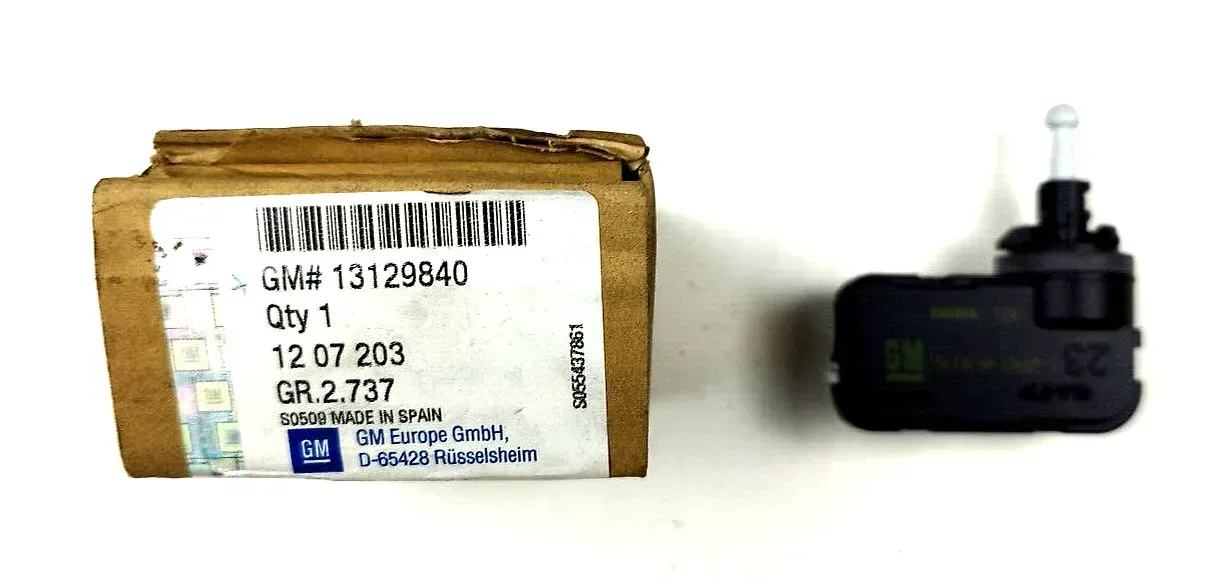 GM# 13129840
Qty 1
12 07 203
GR.2.737
S0509 MADE IN SPAIN
GM
GM Europe GmbH,
D-65428 Rüsselsheim
S055437861
GM
23